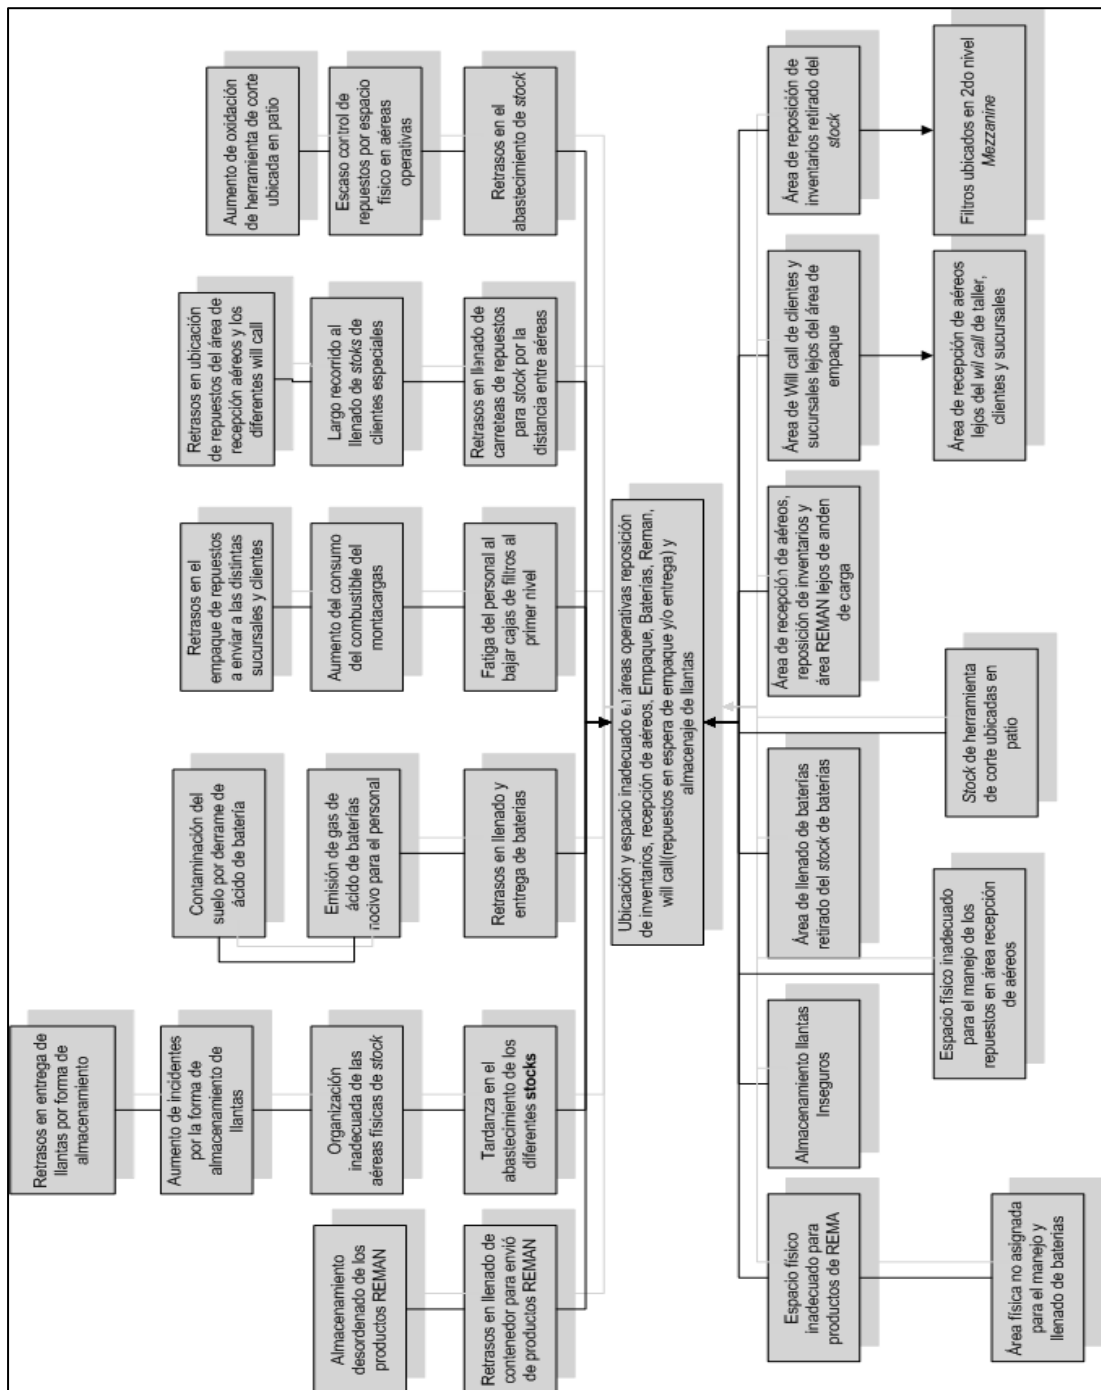 Retrasos en entrega de
llantas por forma de
almacenamiento
Aumento de incidentes
por la forma de
almacenamiento de
llantas
Contaminación del
suelo por derrame de
ácido de batería
Retrasos en el
empaque de repuestos
a enviar a las distintas
sucursales y clientes
Retrasos en ubicación
de repuestos del área de
recepción aéreos y los
diferentes will call
Aumento de oxidación
de herramienta de corte
ubicada en patio
Almacenamiento
desordenado de los
productos REMAN
Organización
inadecuada de las
aéreas físicas de stock
Emisión de gas de
ácido de baterías
nocivo para el personal
Aumento del consumo
del combustible del
montacargas
Largo recorrido al
llenado de stoks de
clientes especiales
Escaso control de
repuestos por espacio
físico en aéreas
operativas
Retrasos en llenado de
contenedor para envió
de productos REMAN
Tardanza en el
abastecimiento de los
diferentes stocks
Retrasos en llenado y
entrega de baterías
Fatiga del personal al
bajar cajas de filtros al
primer nivel
Retrasos en llenado de
carreteas de repuestos
para stock por la
distancia entre aéreas
Retrasos en el
abastecimiento de stock
Ubicación y espacio inadecuado en áreas operativas reposición
de inventarios, recepción de aéreos, Empaque, Baterías, Reman,
will call(repuestos en espera de empaque y/o entrega) y
almacenaje de llantas
Espacio físico
inadecuado para
productos de REMA
Almacenamiento llantas
Inseguros
Área de llenado de baterías
retirado del stock de baterías
Área de recepción de aéreos,
reposición de inventarios y
área REMAN lejos de anden
de carga
Área de Will call de clientes y
sucursales lejos del área de
empaque
Área de reposición de
inventarios retirado del
stock
Área física no asignada
para el manejo y
llenado de baterías
Espacio físico inadecuado
para el manejo de los
repuestos en área recepción
de aéreos
Stock de herramienta
de corte ubicadas en
patio
Área de recepción de aéreos
lejos del wil call de taller,
clientes y sucursales
Filtros ubicados en 2do nivel
Mezzanine